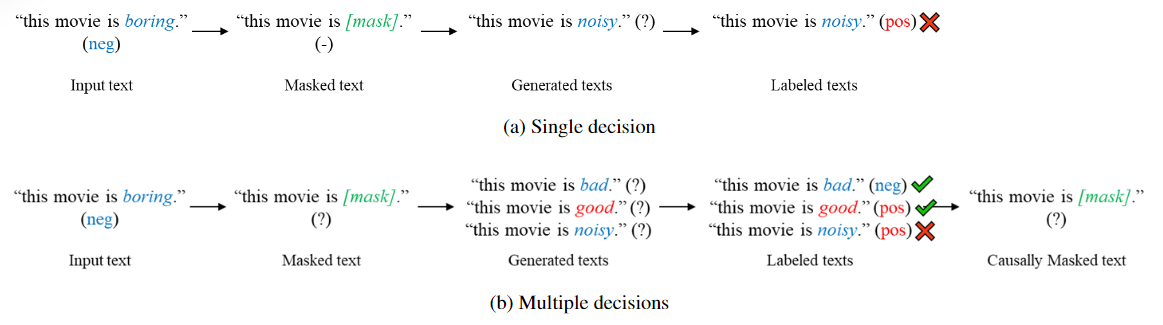 “this movie is boring.” “this movie is [mask].” “this movie is noisy.” (?) “this movie is noisy.” (pos)
(neg) (-)
Input text Masked text Generated texts Labeled texts
(a) Single decision
“this movie is bad.” (?) “this movie is bad.” (neg)
“this movie is boring.” “this movie is [mask].” “this movie is good.” (?) “this movie is good.” (pos) “this movie is [mask].”
(neg) (?) “this movie is noisy.” (?) “this movie is noisy.” (pos) (?)
Input text Masked text Generated texts Labeled texts Causally Masked text
(b) Multiple decisions